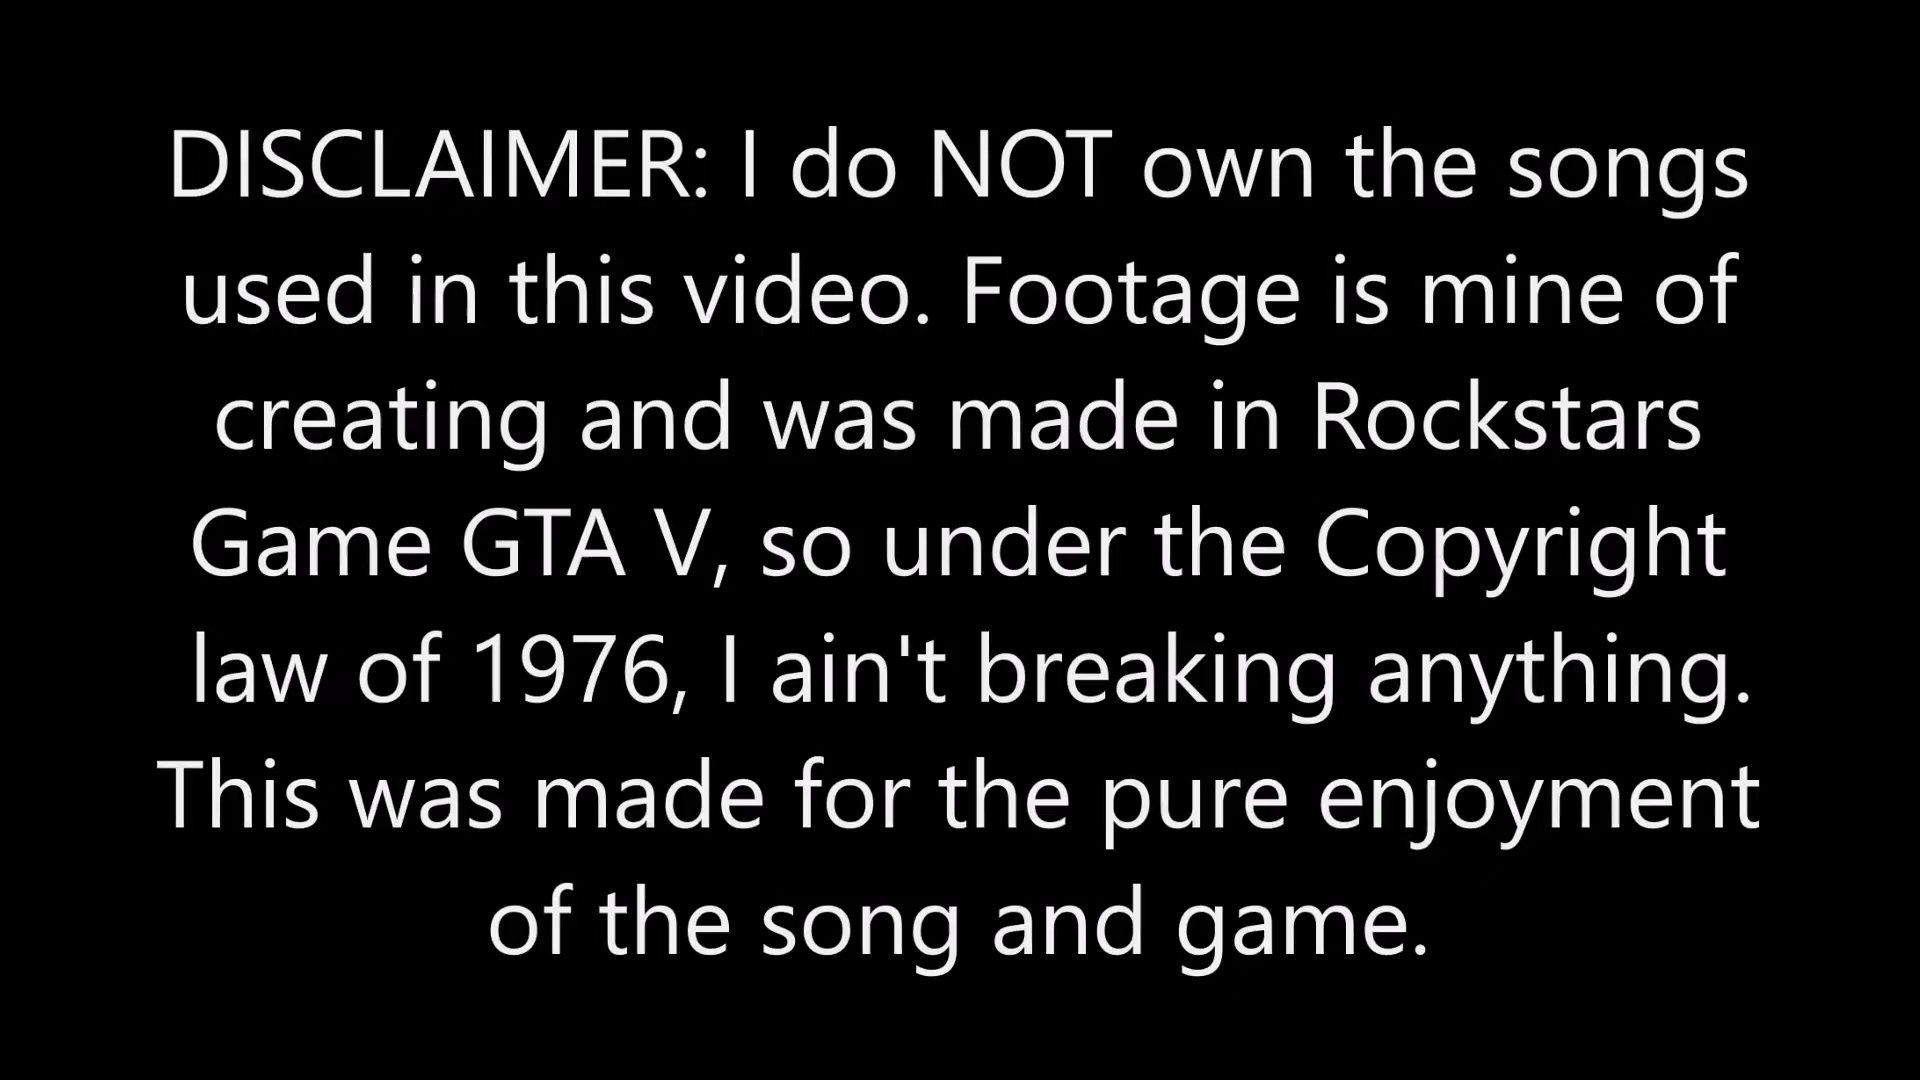 DISCLAIMER: I do NOT own the songs
used in this video. Footage is mine of
creating and was made in Rockstars
Game GTA V, so under the Copyright
law of 1976, I ain't breaking anything.
This was made for the pure enjoyment
of the song and game.